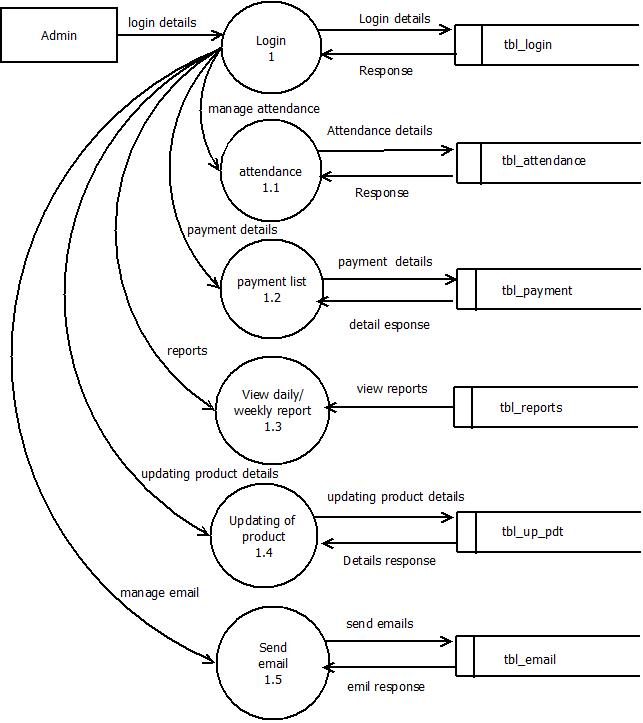 Admin
login details
Login
1
Login details
Response
tbl_login
manage attendance
attendance
1.1
Attendance details
Response
tbl_attendance
payment details
payment list
1.2
payment  details
detail esponse
tbl_payment
reports
View daily/
weekly report
1.3
view reports
tbl_reports
updating product details
Updating of
product
1.4
updating product details
Details response
tbl_up_pdt
manage email
Send
email
1.5
send emails
emil response
tbl_email